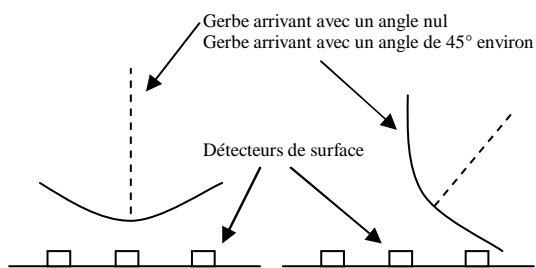 Gerbe arrivant avec un angle nul
Gerbe arrivant avec un angle de 45° environ
Détecteurs de surface